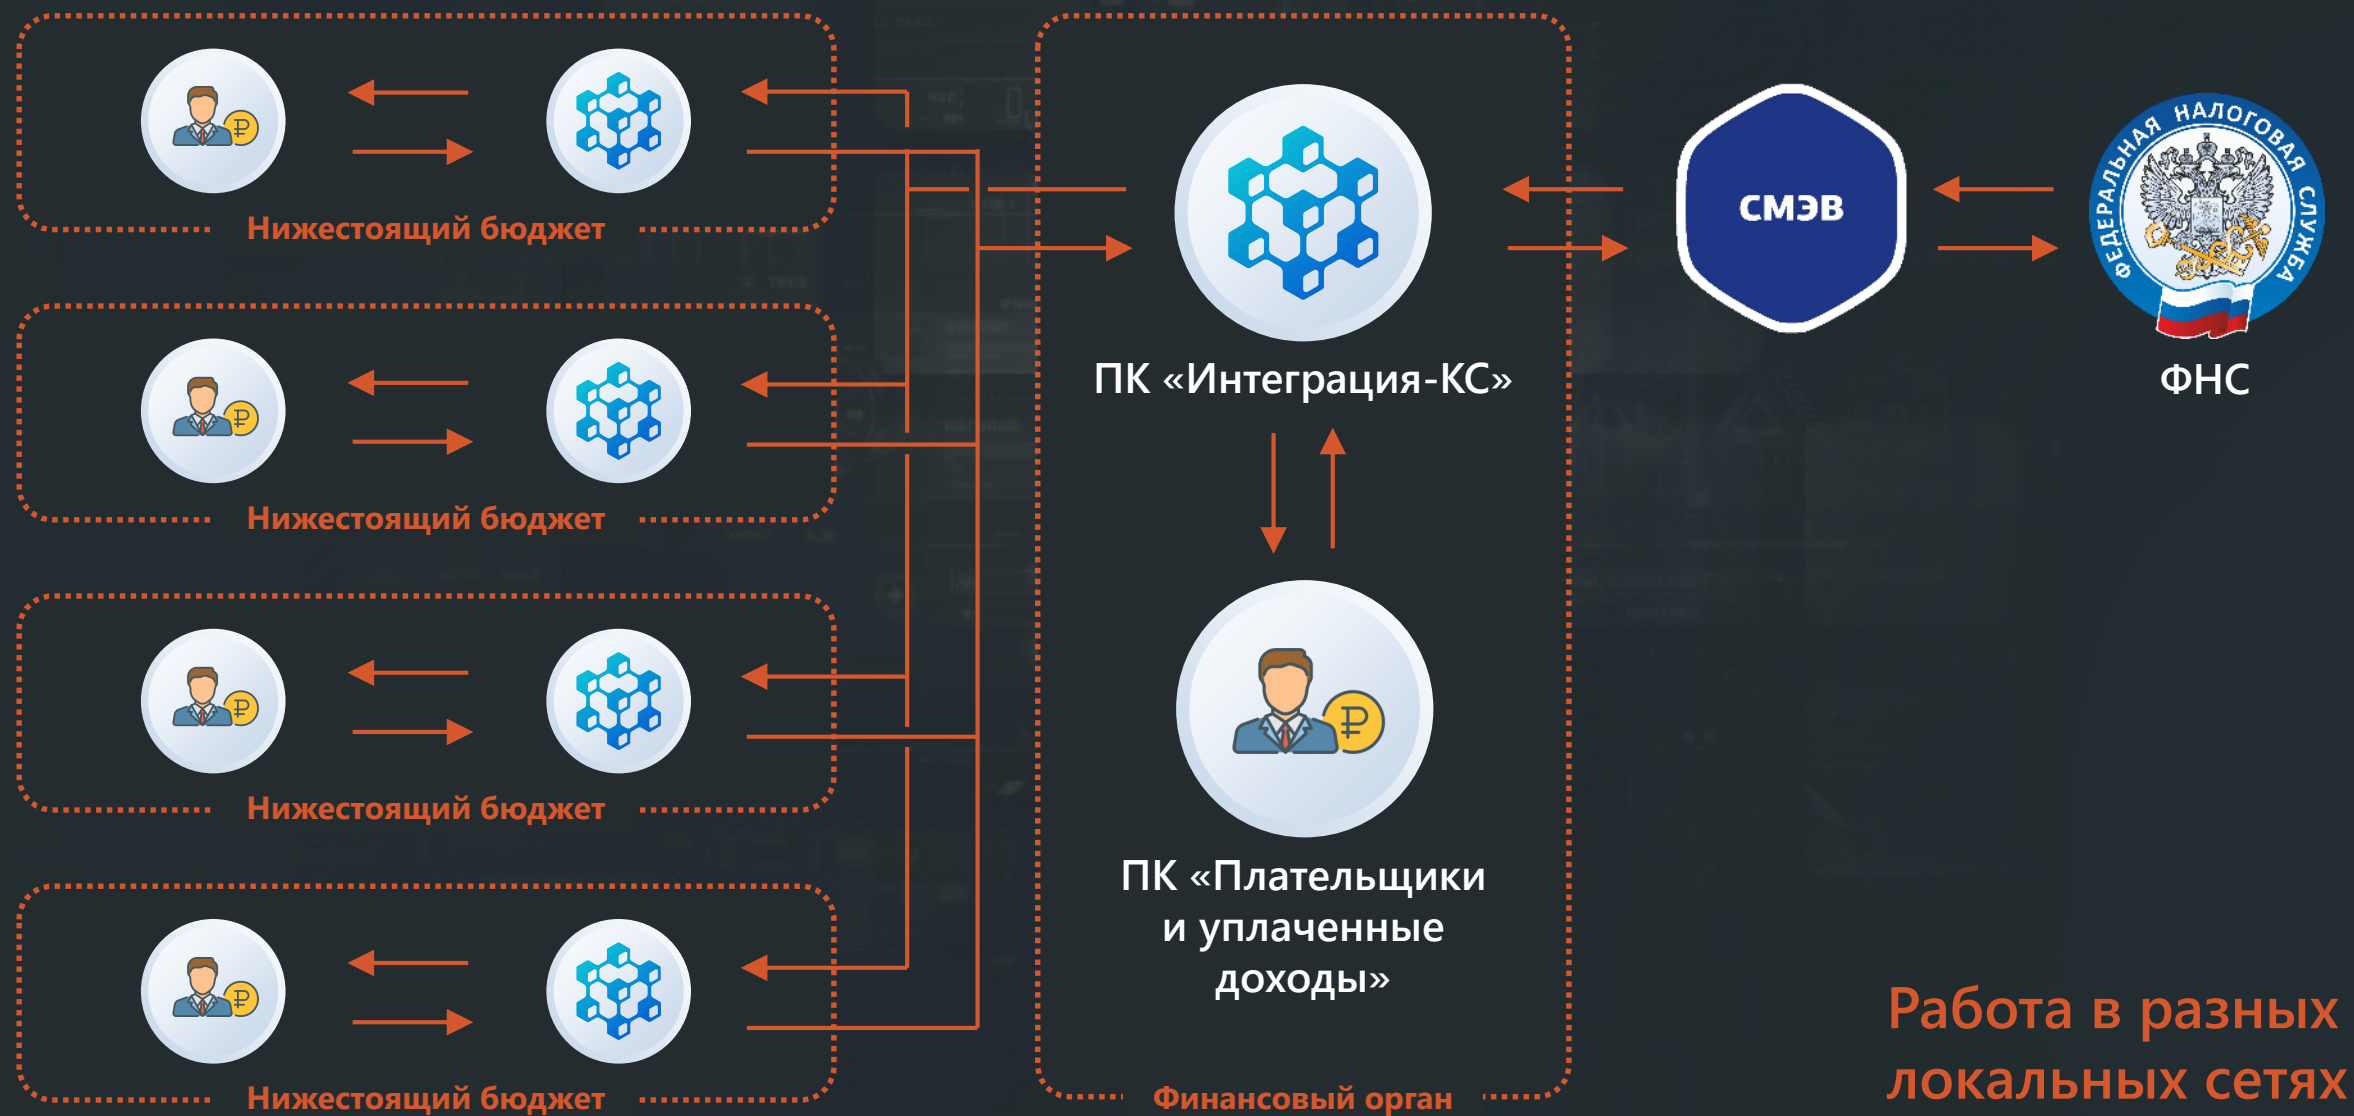 Нижестоящий бюджет
Нижестоящий бюджет
Нижестоящий бюджет
Нижестоящий бюджет
ПК «Интеграция-КС»
ПК «Плательщики
и уплаченные
доходы»
Финансовый орган
СМЭВ
ФЕДЕРАЛЬНАЯ НАЛОГОВАЯ СЛУЖБА
ФНС
Работа в разных
локальных сетях